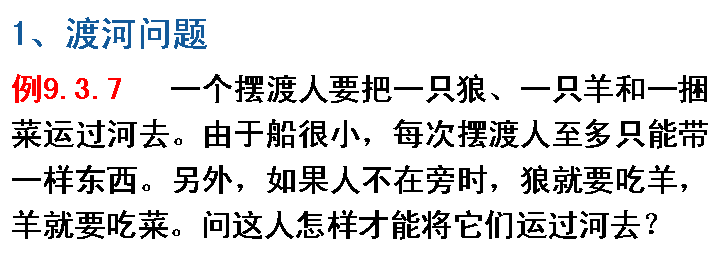 1、渡河问题
例9.3.7 一个摆渡人要把一只狼、一只羊和一捆
菜运过河去。由于船很小，每次摆渡人至多只能带
一样东西。另外，如果人不在旁时，狼就要吃羊，
羊就要吃菜。问这人怎样才能将它们运过河去？